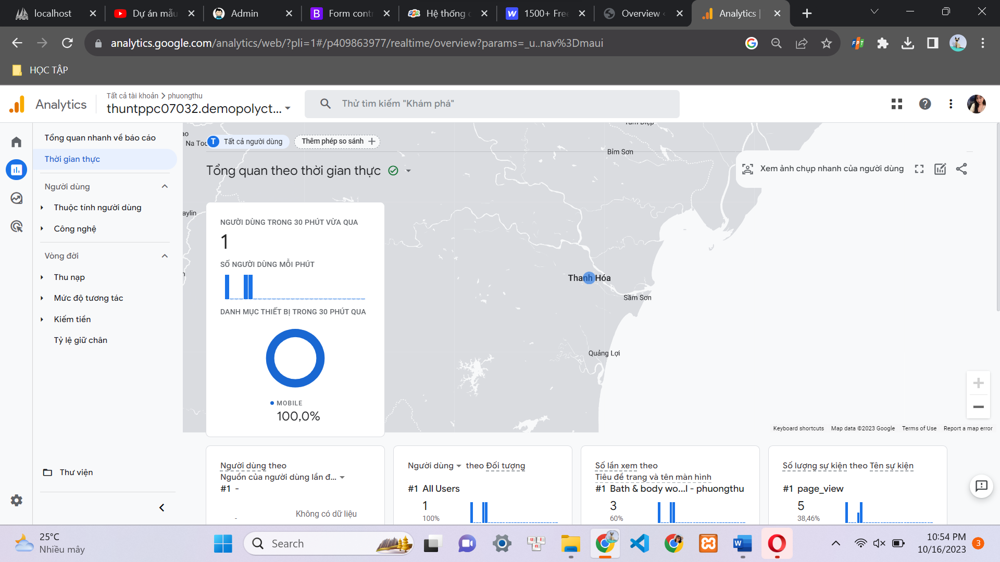 localhost
Dự án mẫu
Admin
Form contr
Hệ thống
1500+ Free
Overview
Analytics |
analytics.google.com/analytics/web/?pli=1#/p409863977/realtime/overview?params=_u..nav%3Dmaui
FPT
HỌC TẬP
Analytics
Tất cả tài khoản > phuongthu
thuntppc07032.demopolyct...
Thử tìm kiếm "Khám phá"
Tổng quan nhanh về báo cáo
Thời gian thực
Người dùng
Thuộc tính người dùng
Công nghệ
Vòng đời
Thu nạp
Mức độ tương tác
Kiếm tiền
Tỷ lệ giữ chân
Thư viện
T Tất cả người dùng
Thêm phép so sánh +
Tổng quan theo thời gian thực
Xem ảnh chụp nhanh của người dùng
NGƯỜI DÙNG TRONG 30 PHÚT VỪA QUA
1
SỐ NGƯỜI DÙNG MỖI PHÚT
DANH MỤC THIẾT BỊ TRONG 30 PHÚT QUA
MOBILE
100,0%
Bỉm Sơn
Thanh Hóa
Sầm Sơn
Quảng Lợi
Na Toc
aylin
Keyboard shortcuts
Map data ©2023 Google
Terms of Use
Report a map error
Người dùng theo
Nguồn của người dùng lần đ...
#1 -
-
Không có dữ liệu
Người dùng theo Đối tượng
#1 All Users
1
100%
Số lần xem theo
Tiêu đề trang và tên màn hình
#1 Bath & body wo...l - phuongthu
3
60%
Số lượng sự kiện theo Tên sự kiện
#1 page_view
5
38,46%
25°C
Nhiều mây
Search
10:54 PM
10/16/2023
3